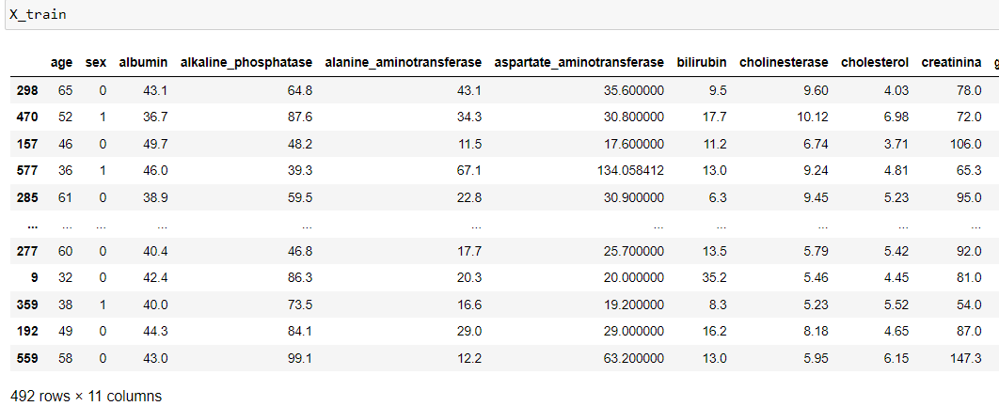 X_train
age sex albumin alkaline_phosphatase alanine_aminotransferase aspartate_aminotransferase bilirubin cholinesterase cholesterol creatinina g
298 65 0 43.1 64.8 43.1 35.600000 9.5 9.60 4.03 78.0
470 52 1 36.7 87.6 34.3 30.800000 17.7 10.12 6.98 72.0
157 46 0 49.7 48.2 11.5 17.600000 11.2 6.74 3.71 106.0
577 36 1 46.0 39.3 67.1 134.058412 13.0 9.24 4.81 65.3
285 61 0 38.9 59.5 22.8 30.900000 6.3 9.45 5.23 95.0
... ... ... ... ... ... ... ... ... ... ...
277 60 0 40.4 46.8 17.7 25.700000 13.5 5.79 5.42 92.0
9 32 0 42.4 86.3 20.3 20.000000 35.2 5.46 4.45 81.0
359 38 1 40.0 73.5 16.6 19.200000 8.3 5.23 5.52 54.0
192 49 0 44.3 84.1 29.0 29.000000 16.2 8.18 4.65 87.0
559 58 0 43.0 99.1 12.2 63.200000 13.0 5.95 6.15 147.3
492 rows × 11 columns